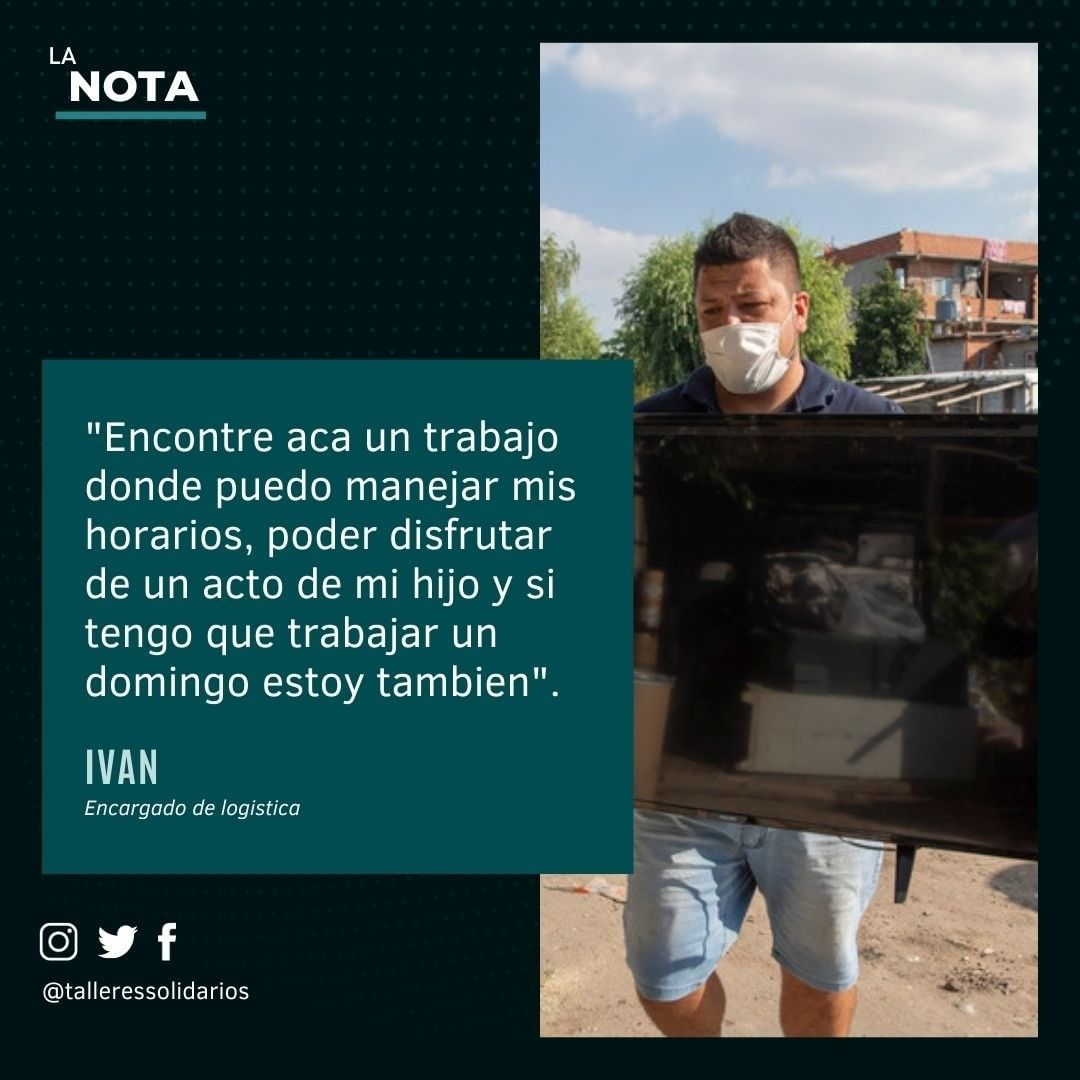 LA
NOTA
"Encontre aca un trabajo
donde puedo manejar mis
horarios, poder disfrutar
de un acto de mi hijo y si
tengo que trabajar un
domingo estoy tambien".
IVAN
Encargado de logistica
@talleressolidarios